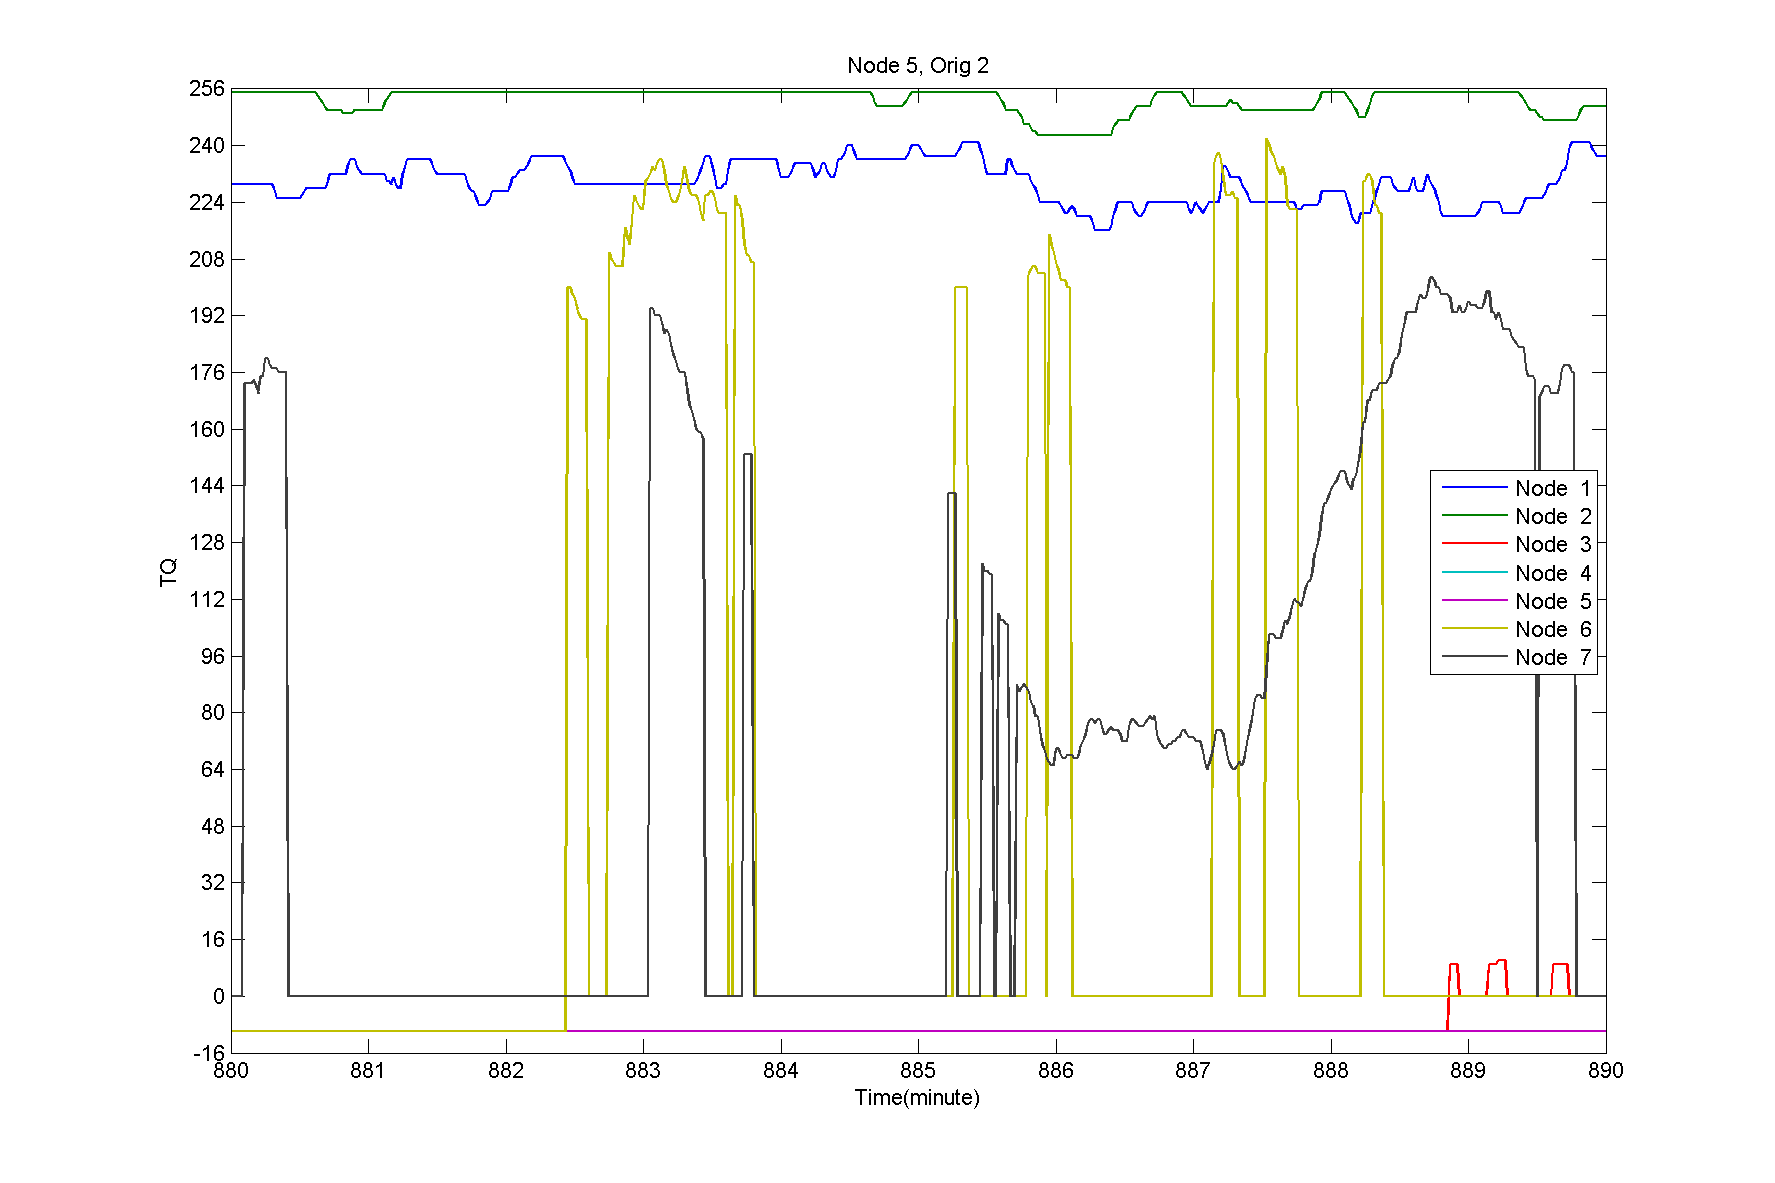 Node 5, Orig 2
256
240
224
208
192
176
160
144
128
112
96
80
64
48
32
16
0
-16
TQ
Node 1
Node 2
Node 3
Node 4
Node 5
Node 6
Node 7
880 881 882 883 884 885 886 887 888 889 890
Time(minute)